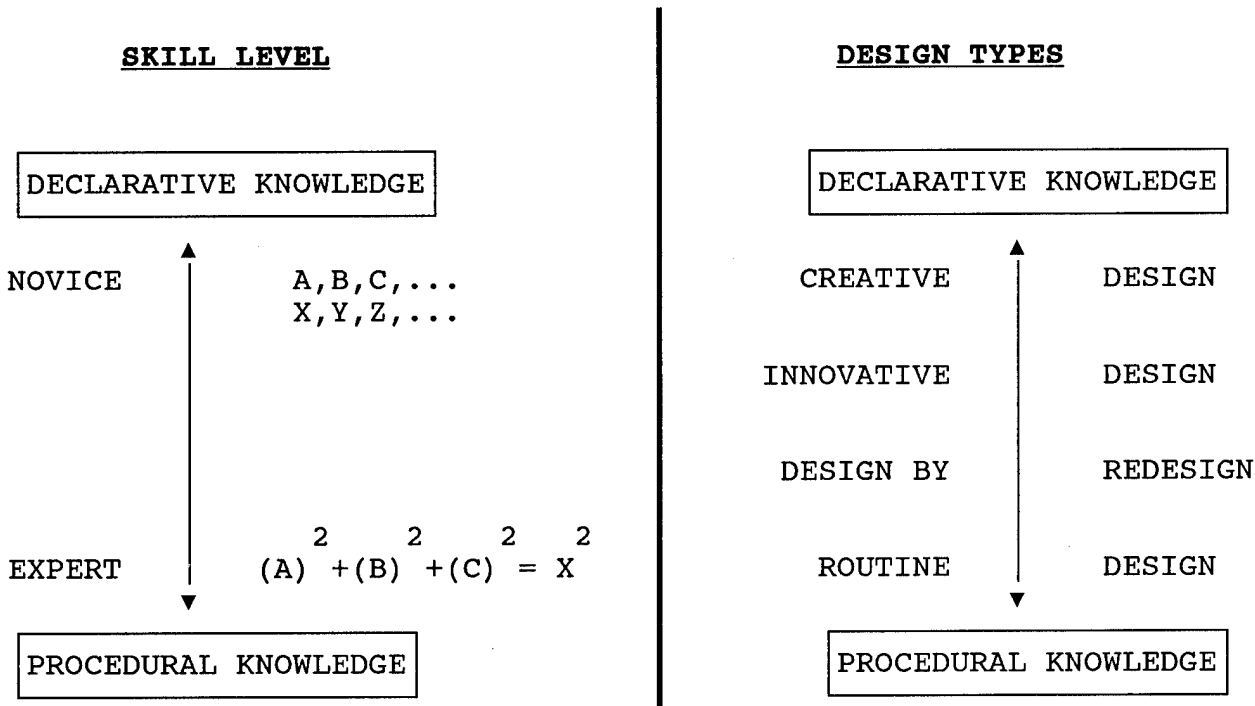 SKILL LEVEL
DECLARATIVE KNOWLEDGE
NOVICE A,B,C,...
X,Y,Z,...
EXPERT (A)²+(B)²+(C)²= X²
PROCEDURAL KNOWLEDGE
DESIGN TYPES
DECLARATIVE KNOWLEDGE
CREATIVE DESIGN
INNOVATIVE DESIGN
DESIGN BY REDESIGN
ROUTINE DESIGN
PROCEDURAL KNOWLEDGE